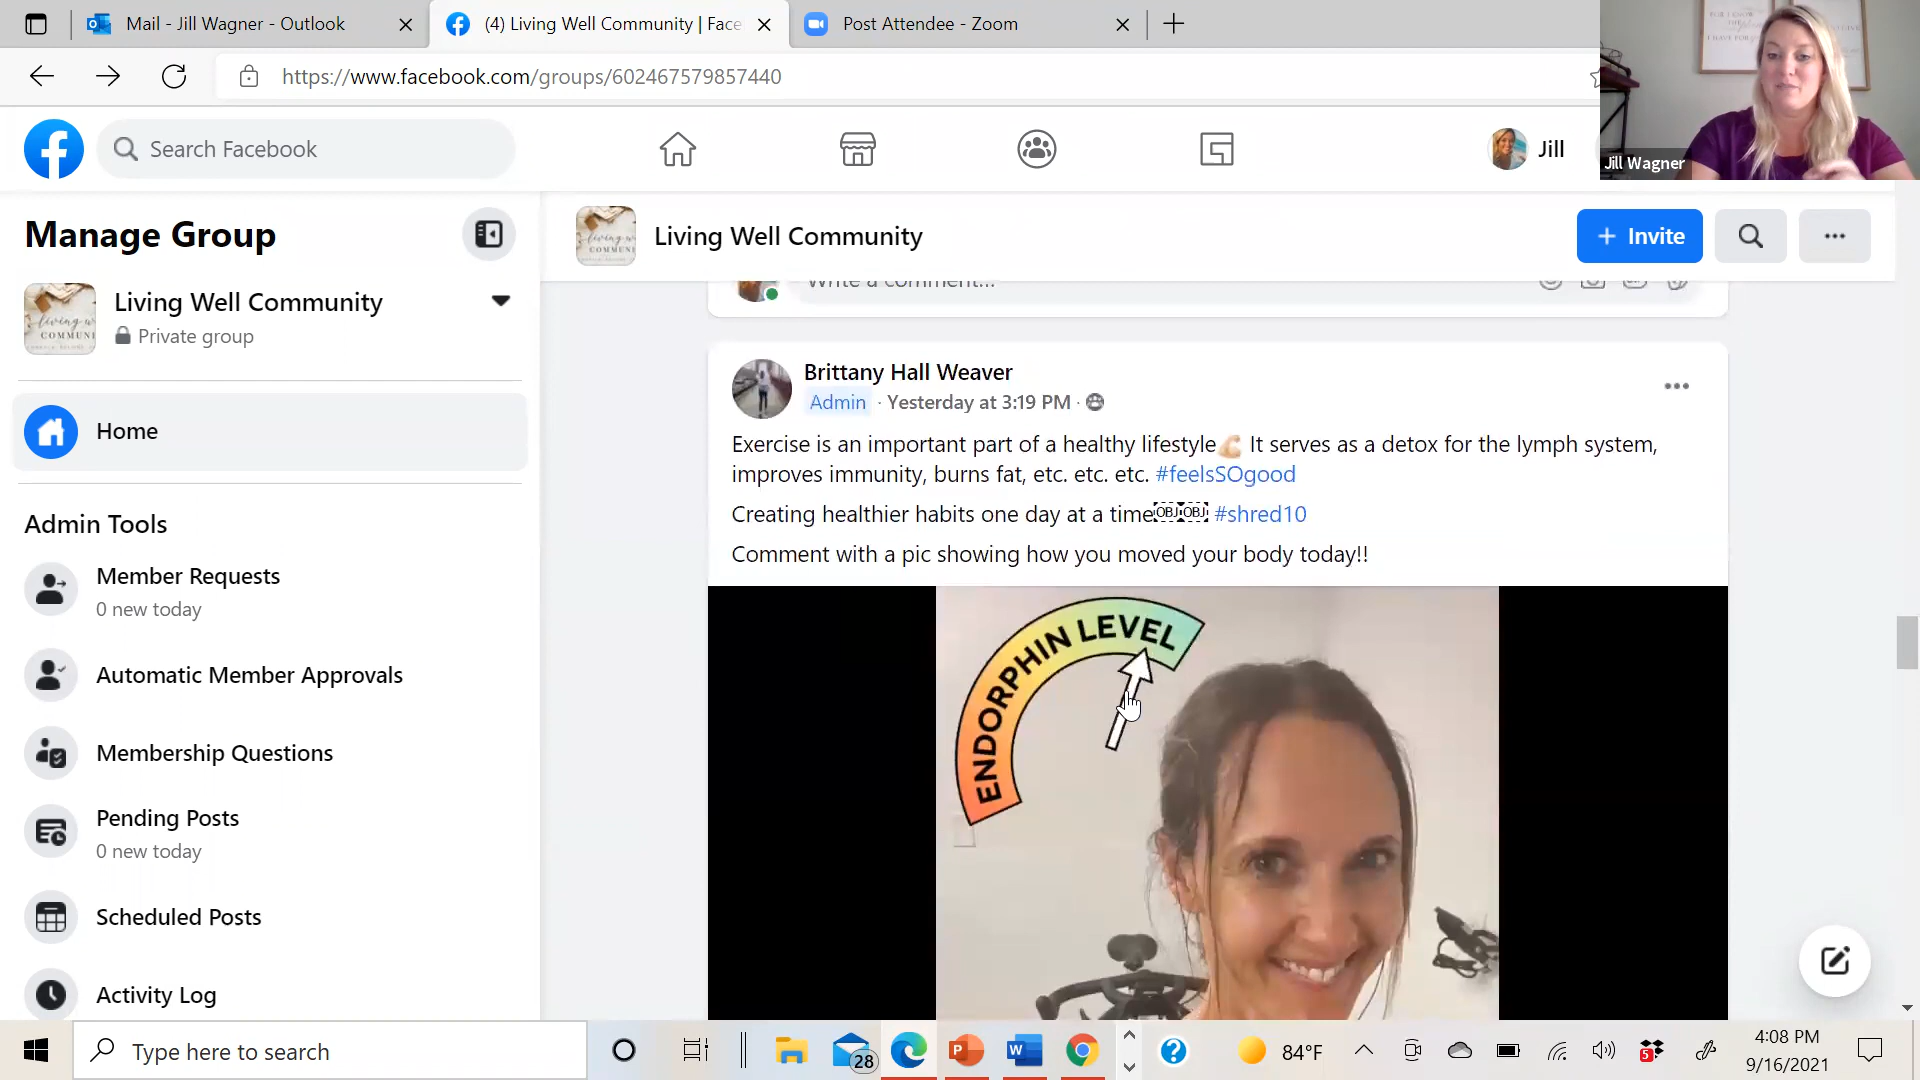 Mail - Jill Wagner - Outlook
(4) Living Well Community | Face
Post Attendee - Zoom
https://www.facebook.com/groups/602467579857440
Search Facebook
Jill
Jill Wagner
Manage Group
Living Well Community
Private group
Home
Admin Tools
Member Requests
0 new today
Automatic Member Approvals
Membership Questions
Pending Posts
0 new today
Scheduled Posts
Activity Log
Living Well Community
+ Invite
Write a comment...
Brittany Hall Weaver
Admin · Yesterday at 3:19 PM ·
Exercise is an important part of a healthy lifestyle💪🏻 It serves as a detox for the lymph system,
improves immunity, burns fat, etc. etc. etc. #feelsSOgood
Creating healthier habits one day at a time￼￼ #shred10
Comment with a pic showing how you moved your body today!!
ENDORPHIN LEVEL
Type here to search
28
84°F
5
4:08 PM
9/16/2021